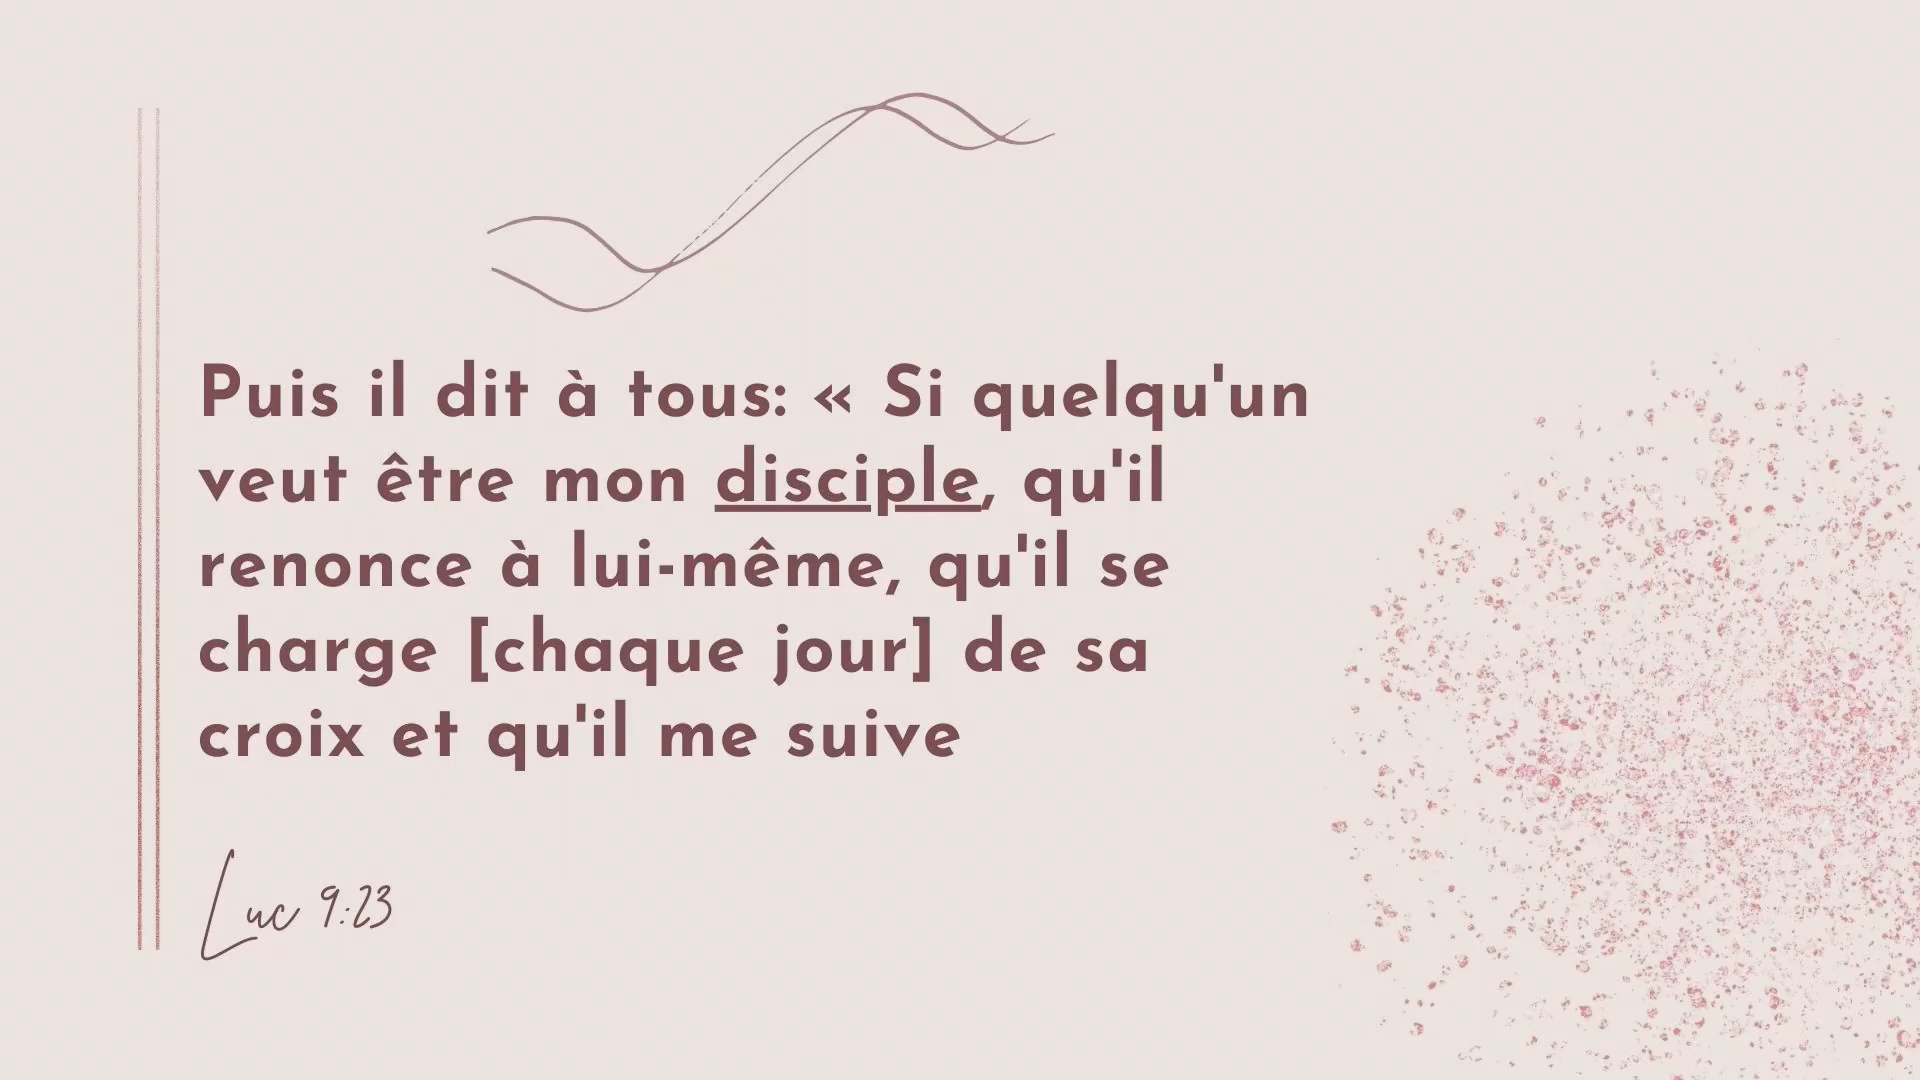 Puis il dit à tous: « Si quelqu'un
veut être mon disciple, qu'il
renonce à lui-même, qu'il se
charge [chaque jour] de sa
croix et qu'il me suive
Luc 9:23